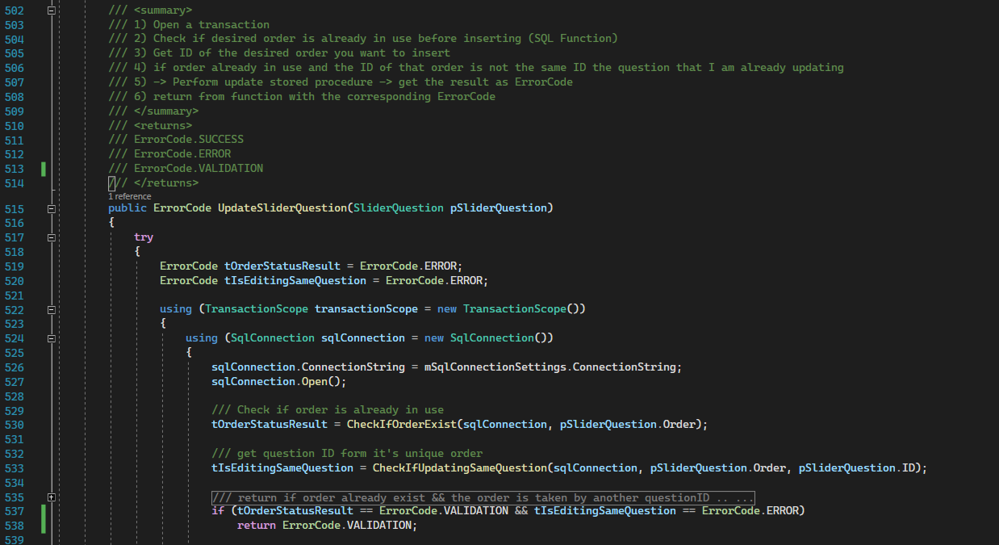 502 /// <summary>
503 /// 1) Open a transaction
504 /// 2) Check if desired order is already in use before inserting (SQL Function)
505 /// 3) Get ID of the desired order you want to insert
506 /// 4) if order already in use and the ID of that order is not the same ID the question that I am already updating
507 /// 5) -> Perform update stored procedure -> get the result as ErrorCode
508 /// 6) return from function with the corresponding ErrorCode
509 /// </summary>
510 /// <returns>
511 /// ErrorCode.SUCCESS
512 /// ErrorCode.ERROR
513 /// ErrorCode.VALIDATION
514 /// </returns>
1 reference
515 public ErrorCode UpdateSliderQuestion(SliderQuestion pSliderQuestion)
516 {
517 try
518 {
519 ErrorCode tOrderStatusResult = ErrorCode.ERROR;
520 ErrorCode tIsEditingSameQuestion = ErrorCode.ERROR;
521
522 using (TransactionScope transactionScope = new TransactionScope())
523 {
524 using (SqlConnection sqlConnection = new SqlConnection())
525 {
526 sqlConnection.ConnectionString = mSqlConnectionSettings.ConnectionString;
527 sqlConnection.Open();
528
529 /// Check if order is already in use
530 tOrderStatusResult = CheckIfOrderExist(sqlConnection, pSliderQuestion.Order);
531
532 /// get question ID form it's unique order
533 tIsEditingSameQuestion = CheckIfUpdatingSameQuestion(sqlConnection, pSliderQuestion.Order, pSliderQuestion.ID);
534
535 /// return if order already exist && the order is taken by another questionID .. ...
537 if (tOrderStatusResult == ErrorCode.VALIDATION && tIsEditingSameQuestion == ErrorCode.ERROR)
538 return ErrorCode.VALIDATION;
539